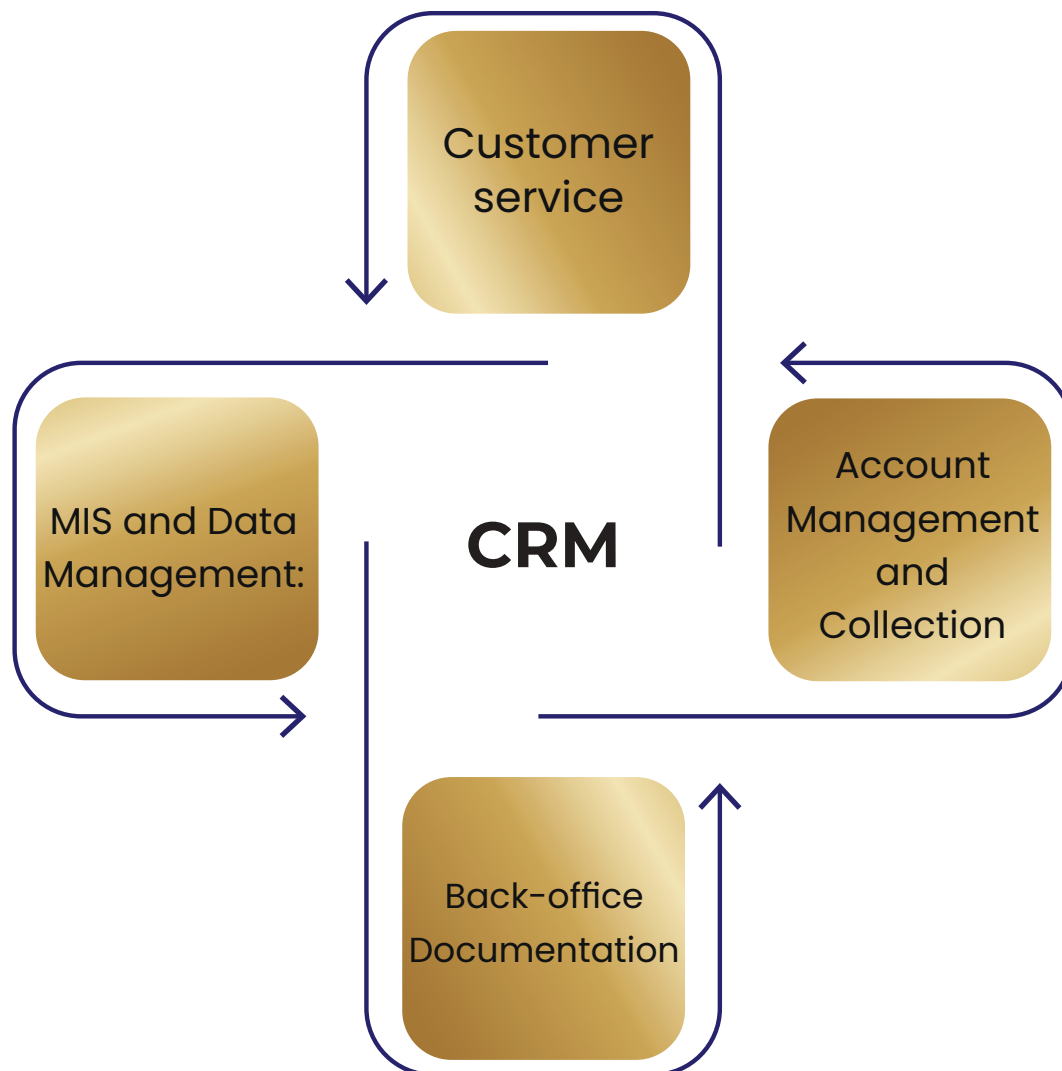 Customer
service
MIS and Data
Management:
CRM
Account
Management
and
Collection
Back-office
Documentation